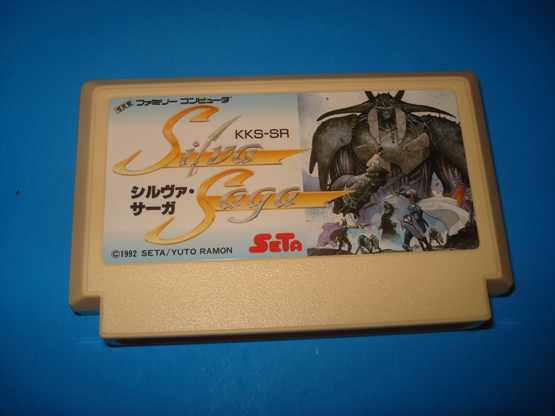 ファミリー コンピュータ
KKS-SR
Silva
Saga
シルヴァ・
サーガ
SETA
©1992 SETA/YUTO RAMON